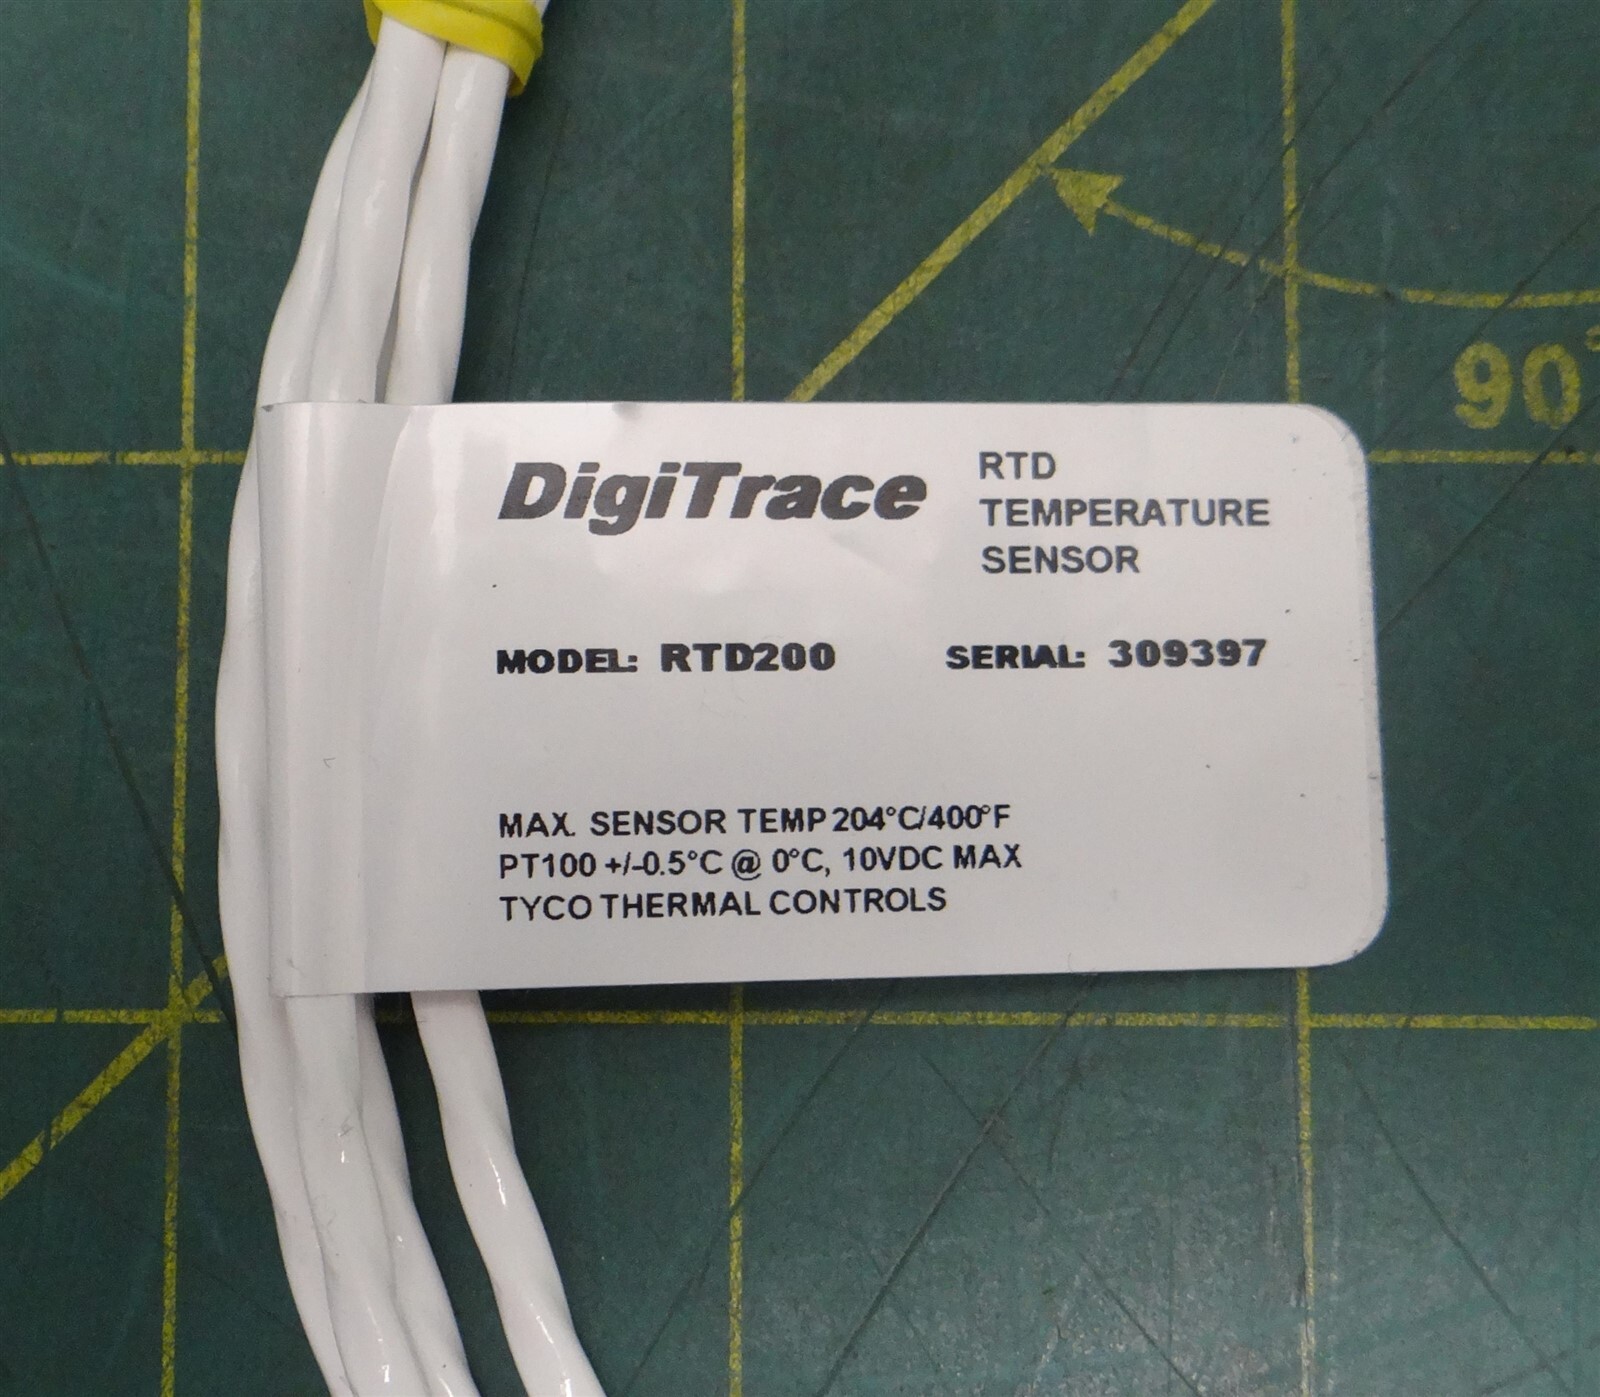 DigiTrace
RTD
TEMPERATURE
SENSOR
MODEL: RTD200 SERIAL: 309397
MAX. SENSOR TEMP 204°C/400°F
PT100 +/-0.5°C @ 0°C, 10VDC MAX
TYCO THERMAL CONTROLS
90°